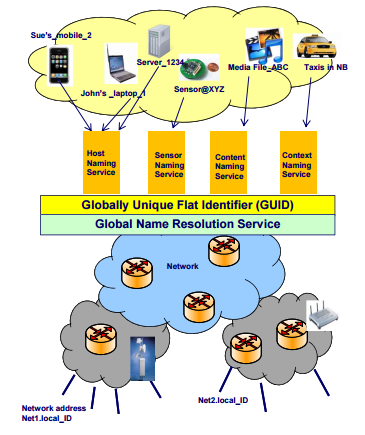 Sue's_mobile_2
Server_1234
John's _laptop_1
Sensor@XYZ
Media File_ABC
Taxis in NB
Host
Naming
Service
Sensor
Naming
Service
Content
Naming
Service
Context
Naming
Service
Globally Unique Flat Identifier (GUID)
Global Name Resolution Service
Network
Network address
Net1.local_ID
Net2.local_ID